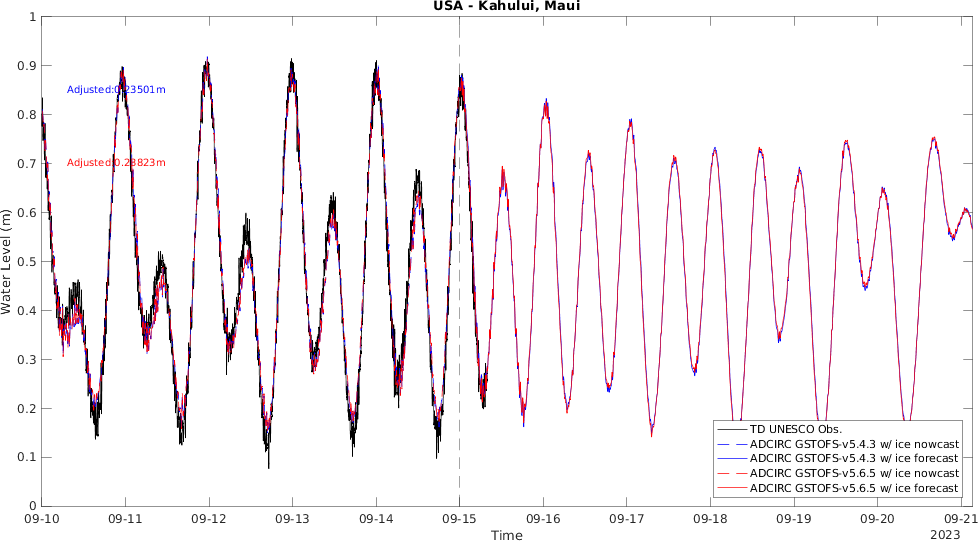 USA - Kahului, Maui
1
0.9
0.8
0.7
0.6
0.5
0.4
0.3
0.2
0.1
0
Water Level (m)
Adjusted:0.23501m
Adjusted:0.23823m
TD UNESCO Obs.
ADCIRC GSTOFS-v5.4.3 w/ ice nowcast
ADCIRC GSTOFS-v5.4.3 w/ ice forecast
ADCIRC GSTOFS-v5.6.5 w/ ice nowcast
ADCIRC GSTOFS-v5.6.5 w/ ice forecast
09-10 09-11 09-12 09-13 09-14 09-15 09-16 09-17 09-18 09-19 09-20 09-21
2023
Time